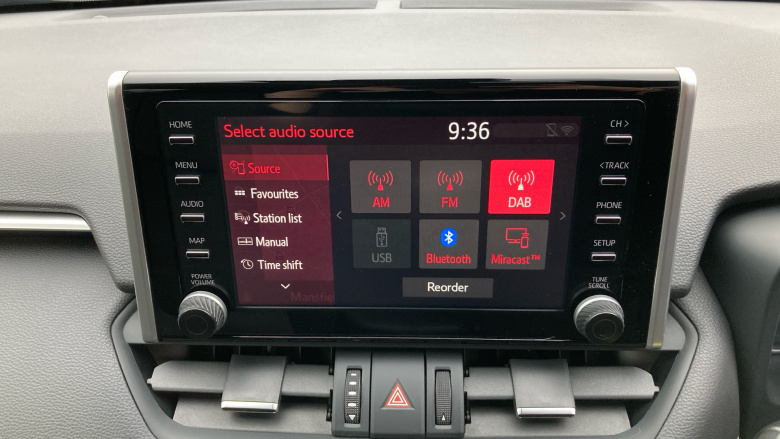 Select audio source 9:36
HOME
MENU
AUDIO
MAP
POWER
VOLUME
Source
Favourites
Station list
Manual
Time shift
AM FM DAB
USB Bluetooth Miracast™
Reorder
CH >
< TRACK
PHONE
SETUP
TUNE
SCROLL